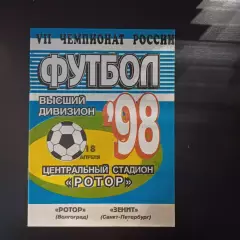 VII ЧЕМПИОНАТ РОССИИ
ФУТБОЛ
ВЫСШИЙ
ДИВИЗИОН
'98
18
АПРЕЛЯ
ЦЕНТРАЛЬНЫЙ СТАДИОН
«РОТОР»
«РОТОР» «ЗЕНИТ»
(Волгоград) (Санкт-Петербург)